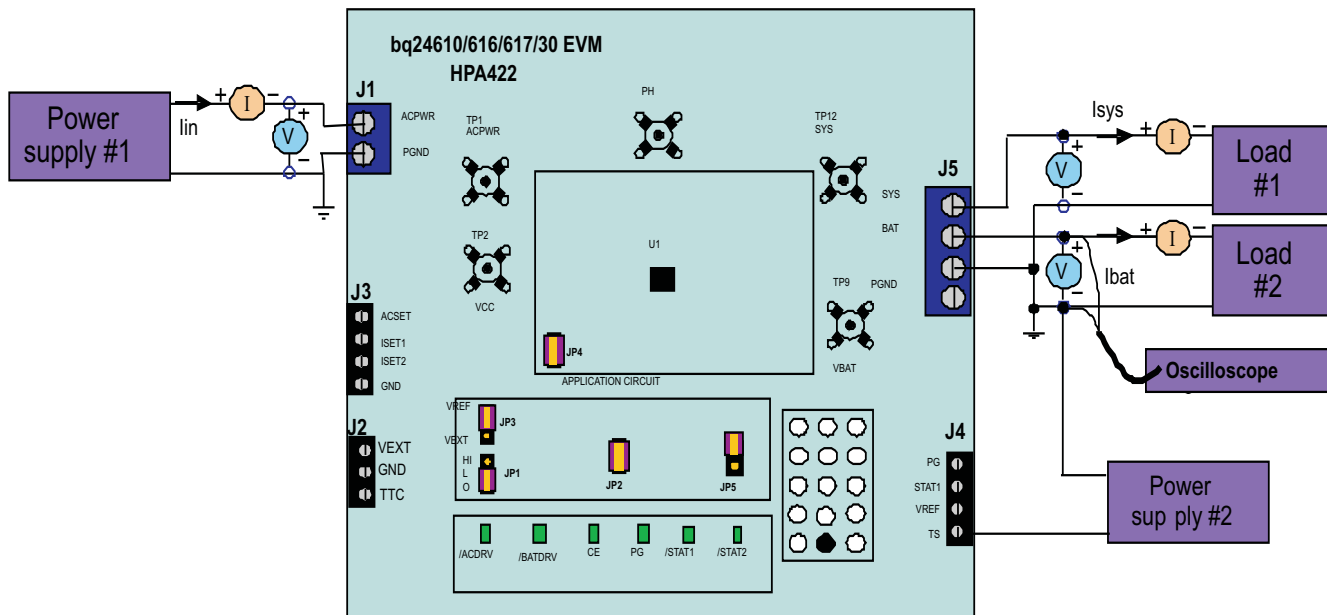 bq24610/616/617/30 EVM
HPA422
Power
supply #1
Iin
+
I
−
+
V
−
J1
ACPWR
PGND
TP1
ACPWR
PH
TP12
SYS
TP2
VCC
U1
SYS
BAT
J5
PGND
TP9
VBAT
JP4
APPLICATION CIRCUIT
J3
ACSET
ISET1
ISET2
GND
J2
VEXT
GND
TTC
VREF
VEXT
JP3
HI
L
O
JP1
JP2
JP5
/ACDRV
/BATDRV
CE
PG
/STAT1
/STAT2
J4
PG
STAT1
VREF
TS
Isys
+
I
−
+
V
−
Load
#1
+
I
−
+
V
−
Ibat
Load
#2
Oscilloscope
Power
sup ply #2